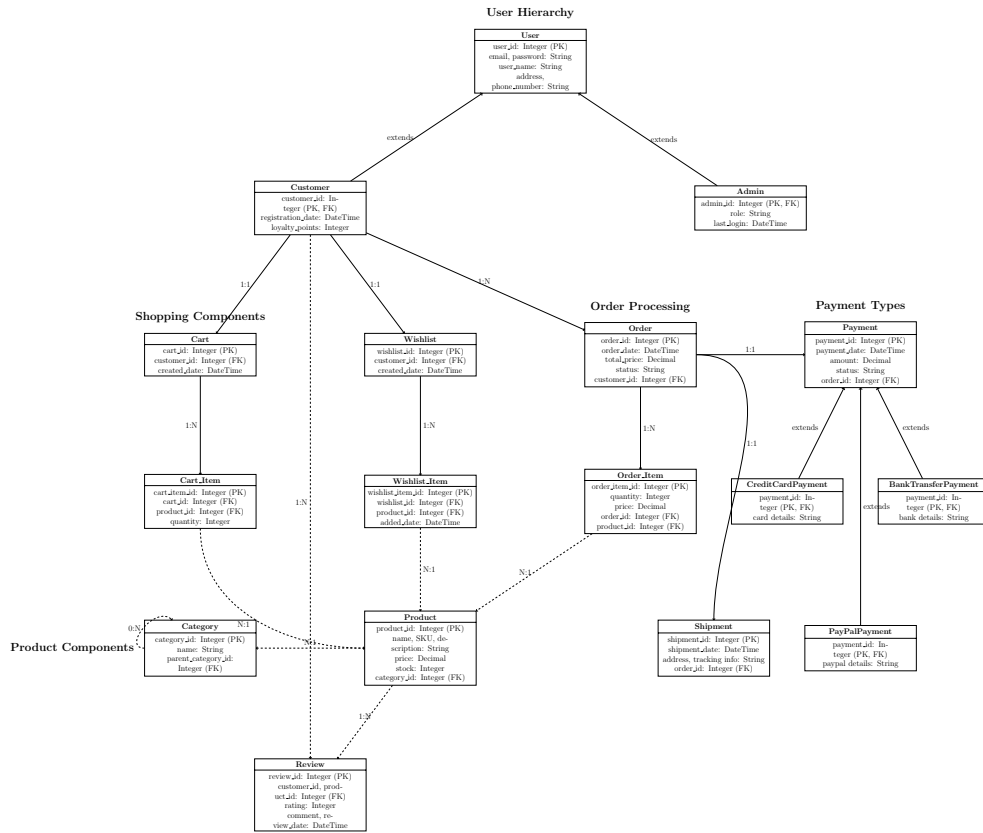 User Hierarchy
User
user_id: Integer (PK)
email, password: String
user_name: String
address,
phone_number: String
extends
extends
Customer
customer_id: In-
teger (PK, FK)
registration_date: DateTime
loyalty_points: Integer
Admin
admin_id: Integer (PK, FK)
role: String
last_login: DateTime
1:1
1:1
1:N
Shopping Components
Order Processing
Payment Types
Cart
cart_id: Integer (PK)
customer_id: Integer (FK)
created_date: DateTime
Wishlist
wishlist_id: Integer (PK)
customer_id: Integer (FK)
created_date: DateTime
Order
order_id: Integer (PK)
order_date: DateTime
total_price: Decimal
status: String
customer_id: Integer (FK)
1:1
Payment
payment_id: Integer (PK)
payment_date: DateTime
amount: Decimal
status: String
order_id: Integer (FK)
1:N
1:N
1:N
1:1
extends
extends
Cart_Item
cart_item_id: Integer (PK)
cart_id: Integer (FK)
product_id: Integer (FK)
quantity: Integer
1:N
Wishlist_Item
wishlist_item_id: Integer (PK)
wishlist_id: Integer (FK)
product_id: Integer (FK)
added_date: DateTime
Order_Item
order_item_id: Integer (PK)
quantity: Integer
price: Decimal
order_id: Integer (FK)
product_id: Integer (FK)
CreditCardPayment
payment_id: In-
teger (PK, FK)
card details: String
extends
BankTransferPayment
payment_id: In-
teger (PK, FK)
bank details: String
N:1
N:1
0:N
N:1
Product Components
Category
category_id: Integer (PK)
name: String
parent_category_id:
Integer (FK)
N:1
Product
product_id: Integer (PK)
name, SKU, de-
scription: String
price: Decimal
stock: Integer
category_id: Integer (FK)
Shipment
shipment_id: Integer (PK)
shipment_date: DateTime
address, tracking info: String
order_id: Integer (FK)
PayPalPayment
payment_id: In-
teger (PK, FK)
paypal details: String
1:N
Review
review_id: Integer (PK)
customer_id, prod-
uct_id: Integer (FK)
rating: Integer
comment, re-
view_date: DateTime